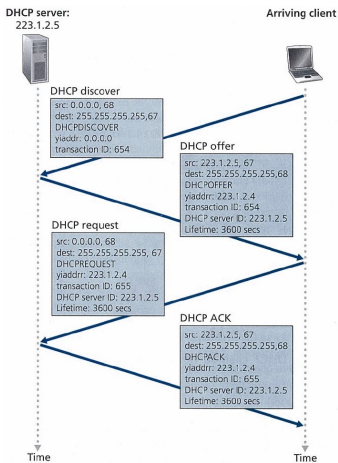 DHCP server:
223.1.2.5
Arriving client
DHCP discover
src: 0.0.0.0, 68
dest: 255.255.255.255,67
DHCPDISCOVER
yiaddr: 0.0.0.0
transaction ID: 654
DHCP offer
src: 223.1.2.5, 67
dest: 255.255.255.255,68
DHCPOFFER
yiaddr: 223.1.2.4
transaction ID: 654
DHCP server ID: 223.1.2.5
Lifetime: 3600 secs
DHCP request
src: 0.0.0.0, 68
dest: 255.255.255.255, 67
DHCPREQUEST
yiaddr: 223.1.2.4
transaction ID: 655
DHCP server ID: 223.1.2.5
Lifetime: 3600 secs
DHCP ACK
src: 223.1.2.5, 67
dest: 255.255.255.255,68
DHCPACK
yiaddr: 223.1.2.4
transaction ID: 655
DHCP server ID: 223.1.2.5
Lifetime: 3600 secs
Time
Time